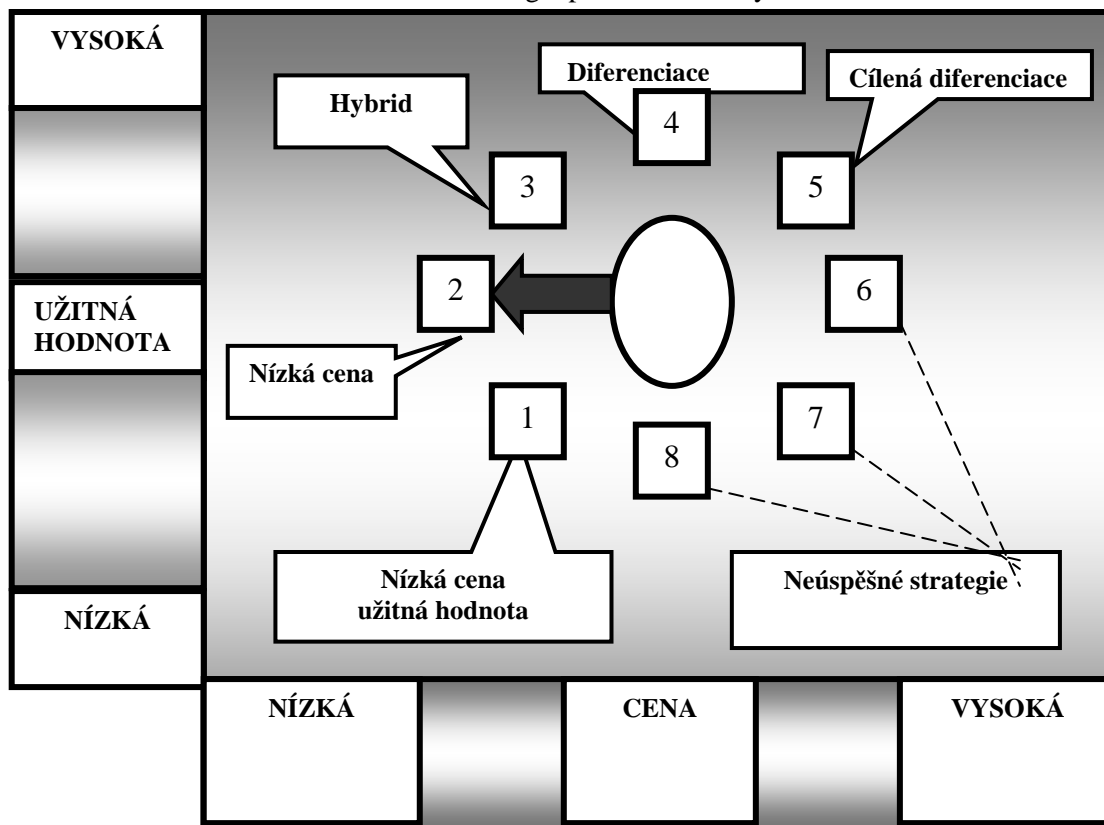 VYSOKÁ
Diferenciace
Cílená diferenciace
Hybrid
4
3
5
2
6
UŽITNÁ
HODNOTA
Nízká cena
1
7
8
Nízká cena
užitná hodnota
Neúspěšné strategie
NÍZKÁ
NÍZKÁ
CENA
VYSOKÁ